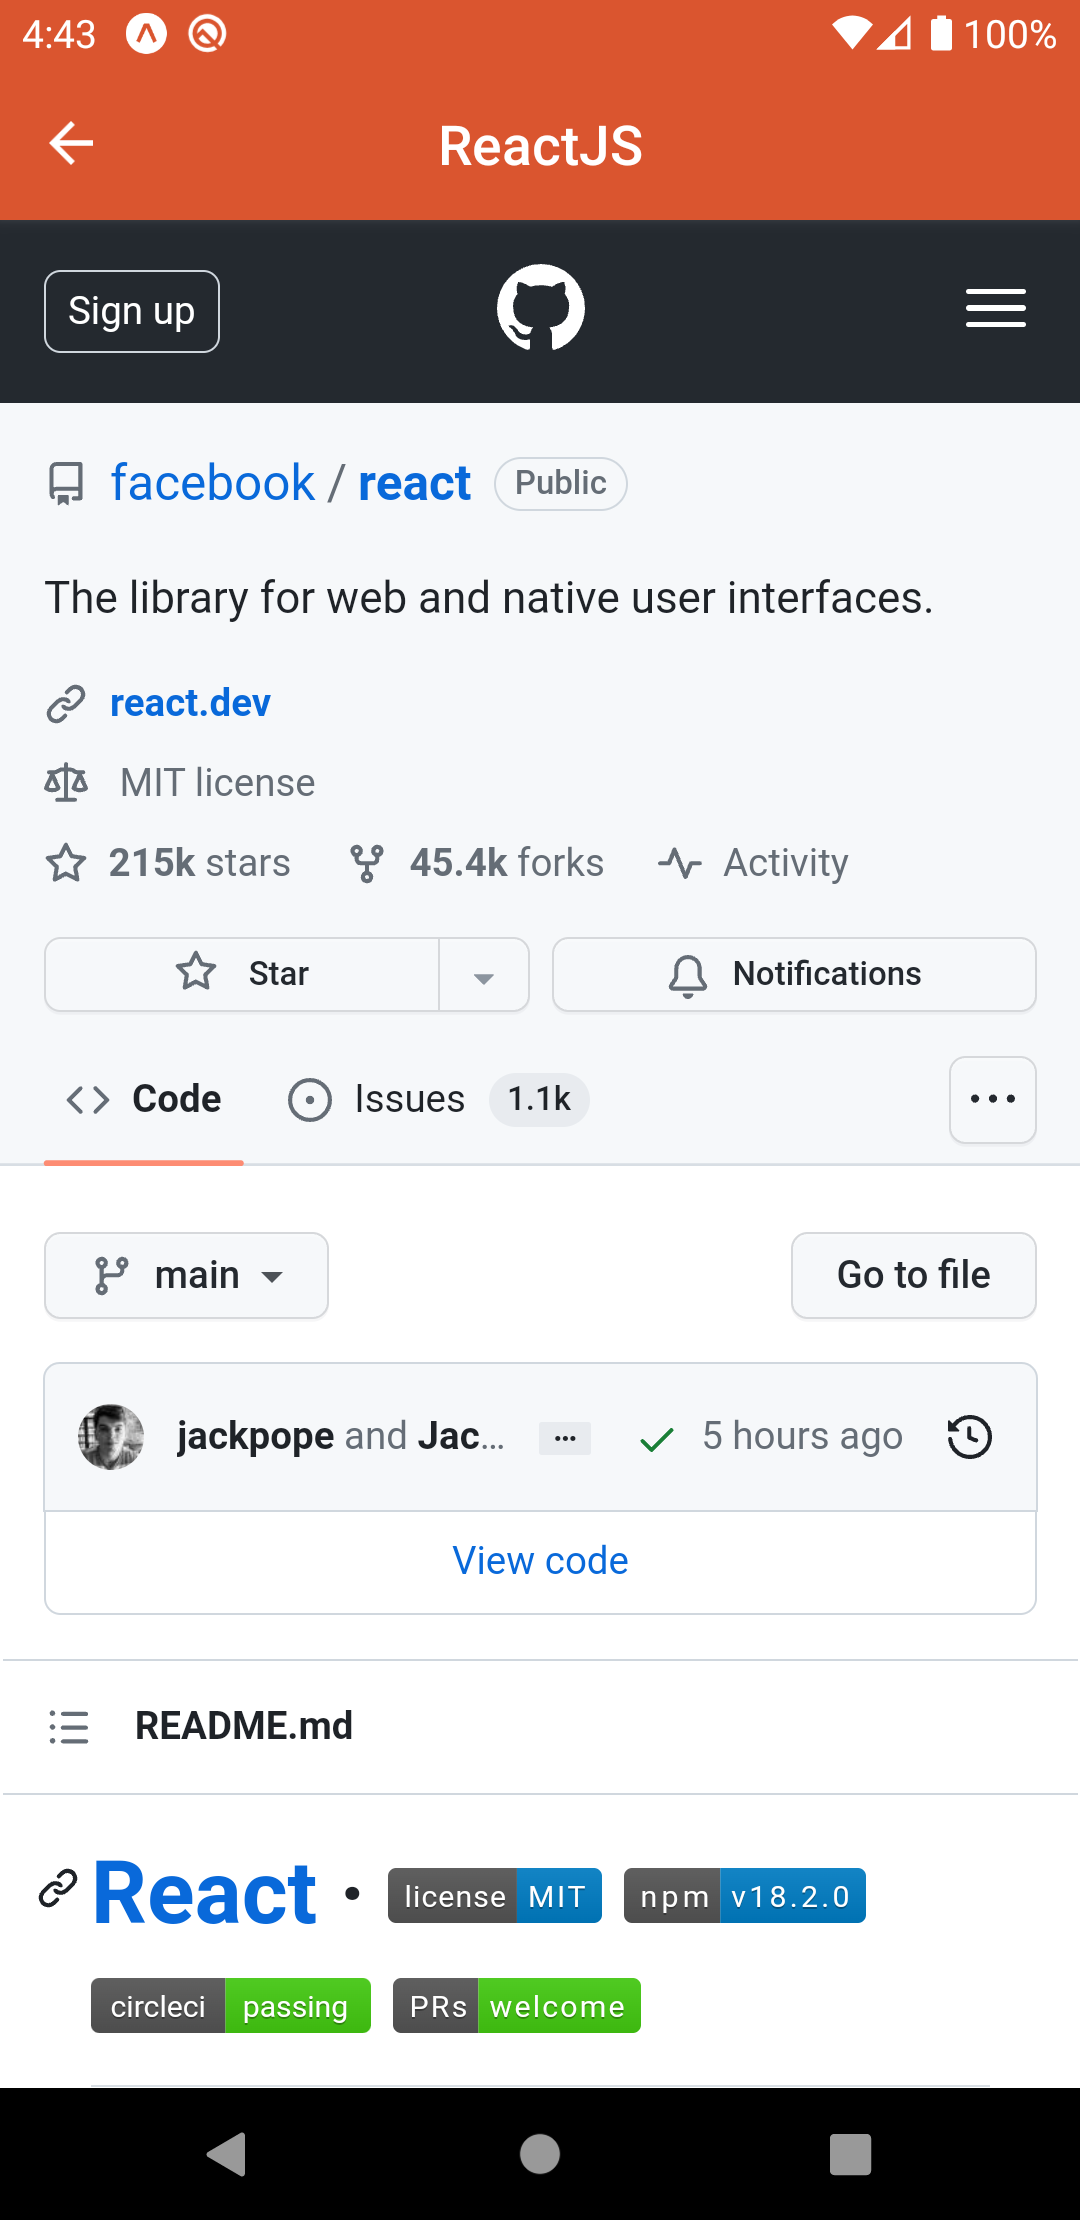 4:43 100%
ReactJS
Sign up
facebook / react Public
The library for web and native user interfaces.
react.dev
MIT license
215k stars 45.4k forks Activity
Star Notifications
Code Issues 1.1k
main Go to file
jackpope and Jac... 5 hours ago
View code
README.md
React • license MIT npm v18.2.0
circleci passing PRs welcome